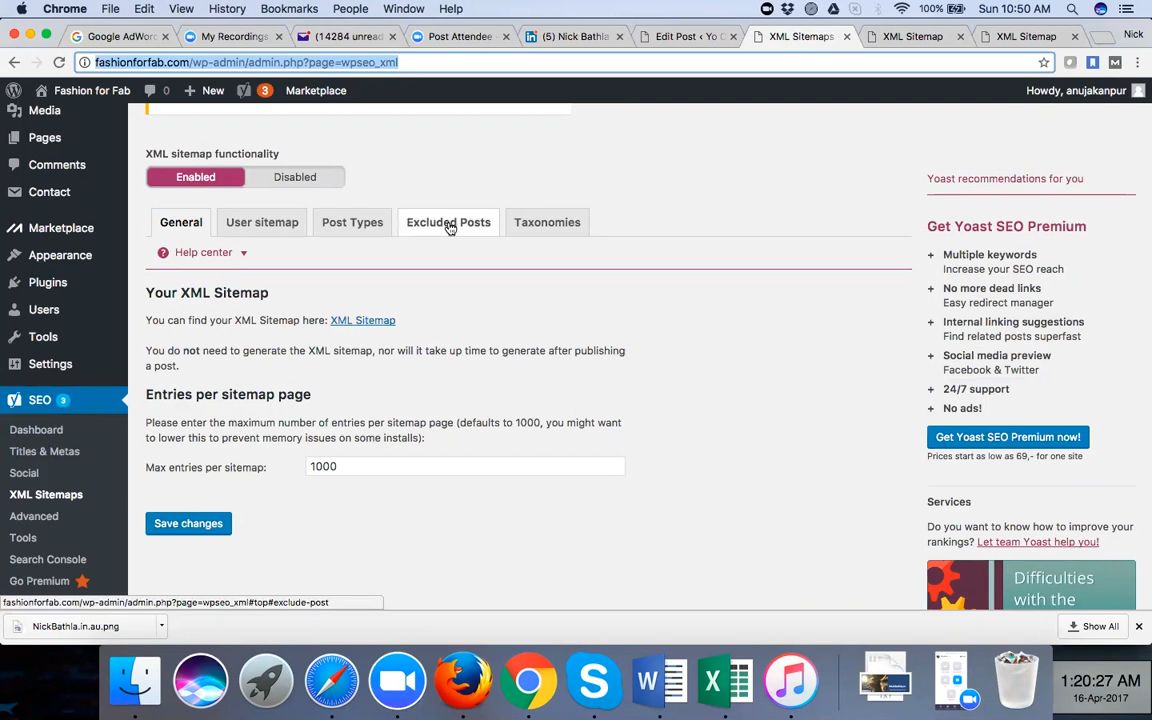 Chrome File Edit View History Bookmarks People Window Help 100% Sun 10:50 AM
Google AdWor My Recordings (14284 unrea Post Attendee (5) Nick Bathla Edit Post ‹ Yo XML Sitemaps XML Sitemap XML Sitemap Nick
fashionforfab.com/wp-admin/admin.php?page=wpseo_xml
Fashion for Fab 0 + New 3 Marketplace Howdy, anujakanpur
Media
Pages
Comments
Contact
Marketplace
Appearance
Plugins
Users
Tools
Settings
SEO 3
Dashboard
Titles & Metas
Social
XML Sitemaps
Advanced
Tools
Search Console
Go Premium
XML sitemap functionality
Enabled Disabled
General User sitemap Post Types Excluded Posts Taxonomies
? Help center
Your XML Sitemap
You can find your XML Sitemap here: XML Sitemap
You do not need to generate the XML sitemap, nor will it take up time to generate after publishing
a post.
Entries per sitemap page
Please enter the maximum number of entries per sitemap page (defaults to 1000, you might want
to lower this to prevent memory issues on some installs):
Max entries per sitemap: 1000
Save changes
Yoast recommendations for you
Get Yoast SEO Premium
+ Multiple keywords
Increase your SEO reach
+ No more dead links
Easy redirect manager
+ Internal linking suggestions
Find related posts superfast
+ Social media preview
Facebook & Twitter
+ 24/7 support
+ No ads!
Get Yoast SEO Premium now!
Prices start as low as 69,- for one site
Services
Do you want to know how to improve your
rankings? Let team Yoast help you!
Difficulties
with the
fashionforfab.com/wp-admin/admin.php?page=wpseo_xml#top#exclude-post
NickBathla.in.au.png Show All
1:20:27 AM
16-Apr-2017